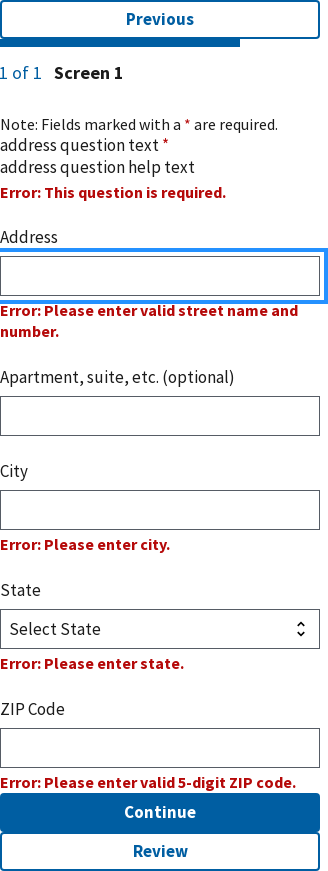 Previous
1 of 1 Screen 1
Note: Fields marked with a * are required.
address question text *
address question help text
Error: This question is required.
Address
Error: Please enter valid street name and
number.
Apartment, suite, etc. (optional)
City
Error: Please enter city.
State
Select State
Error: Please enter state.
ZIP Code
Error: Please enter valid 5-digit ZIP code.
Continue
Review